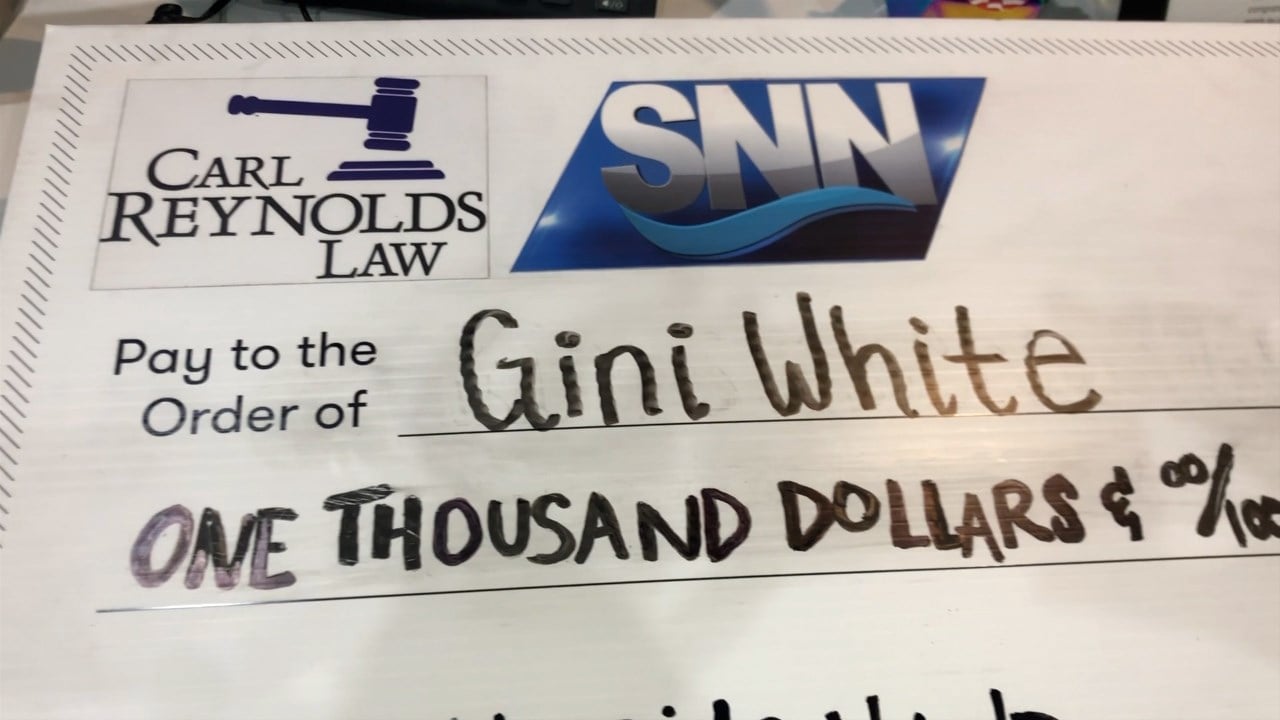 CARL
REYNOLDS
LAW
SNN
Pay to the
Order of
Gini White
ONE THOUSAND DOLLARS & 00/100